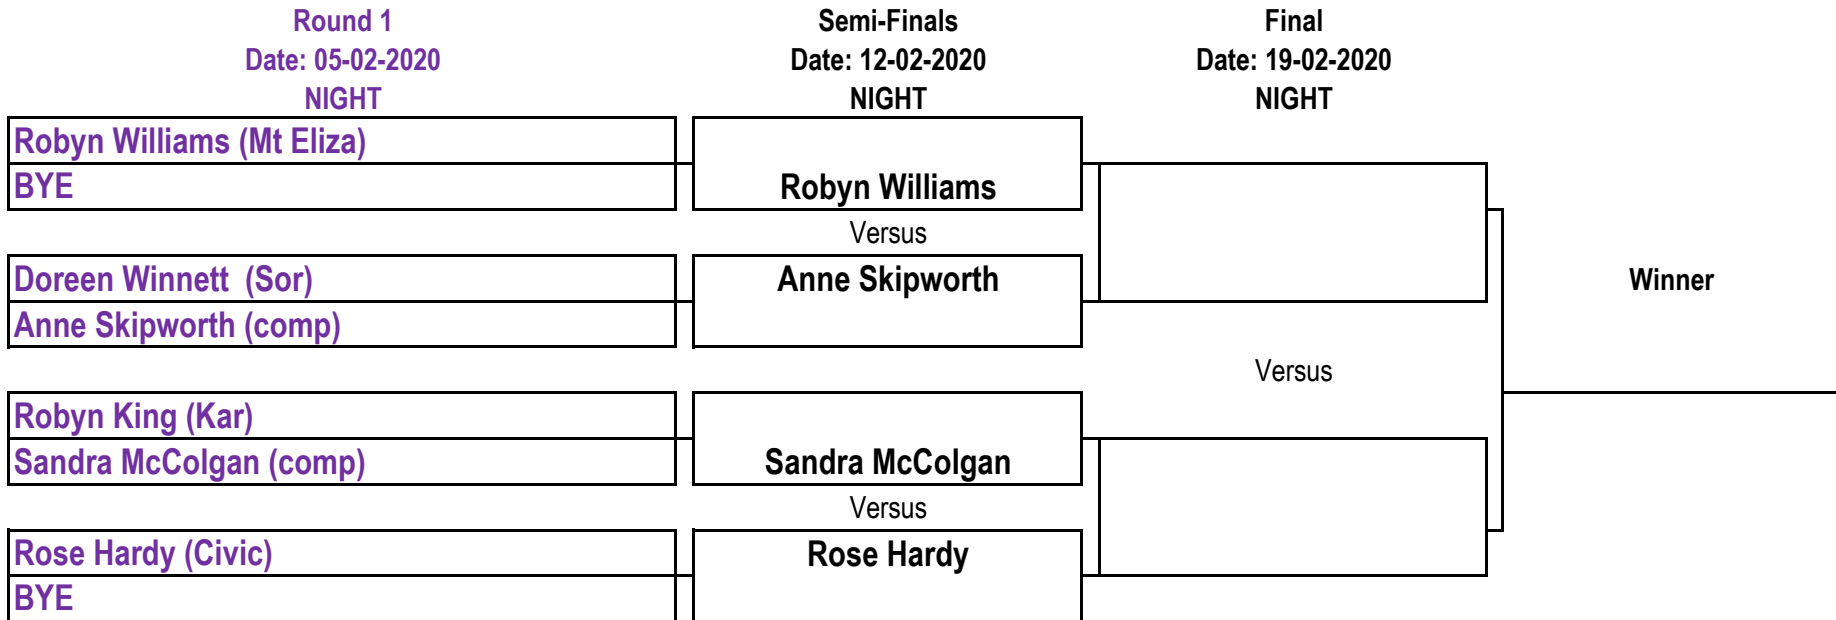 Round 1
Semi-Finals
Final
Date: 05-02-2020
Date: 12-02-2020
Date: 19-02-2020
NIGHT
NIGHT
NIGHT
Robyn Williams (Mt Eliza)
BYE
Robyn Williams
Versus
Doreen Winnett  (Sor)
Anne Skipworth
Winner
Anne Skipworth (comp)
Versus
Robyn King (Kar)
Sandra McColgan (comp)
Sandra McColgan
Versus
Rose Hardy (Civic)
Rose Hardy
BYE